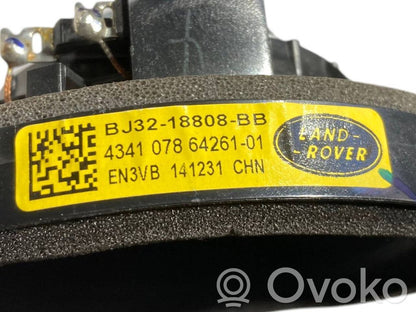 BJ32-18808-BB
4341 078 64261-01
EN3VB 141231 CHN
LAND-
-ROVER
Ovoko